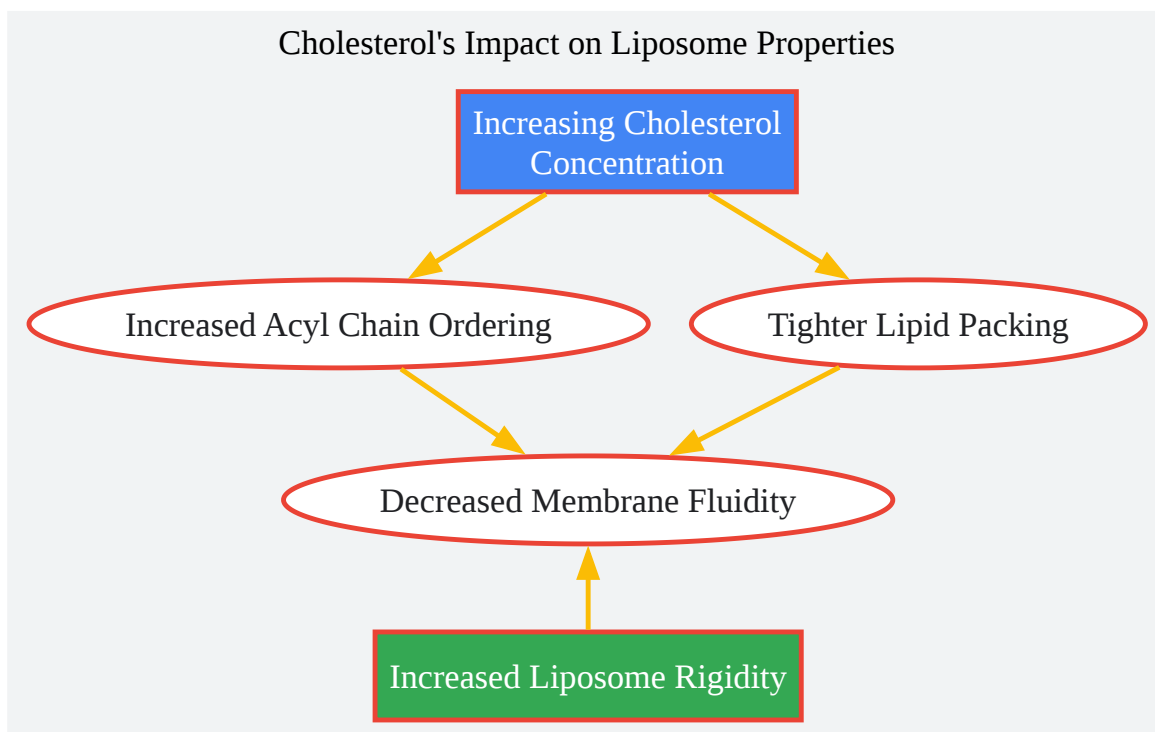 Cholesterol's Impact on Liposome Properties
Increasing Cholesterol
Concentration
Increased Acyl Chain Ordering
Tighter Lipid Packing
Decreased Membrane Fluidity
Increased Liposome Rigidity